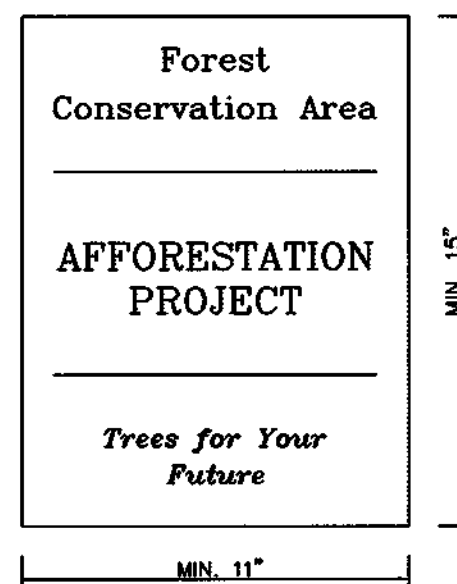 Forest
Conservation Area
AFFORESTATION
PROJECT
Trees for Your
Future
MIN. 15"
MIN. 11"